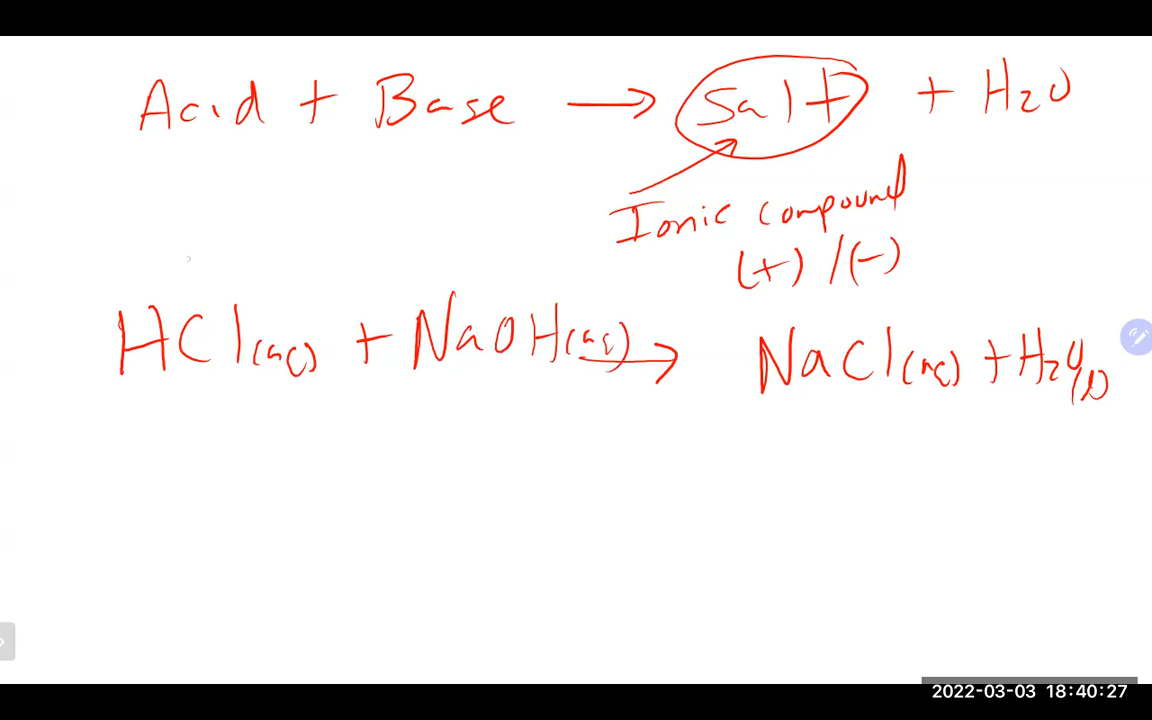 Acid + Base → Salt + H2O
Ionic compound
(+) / (-)
HCl(aq) + NaOH(aq) → NaCl(aq) + H2O(l)
2022-03-03 18:40:27